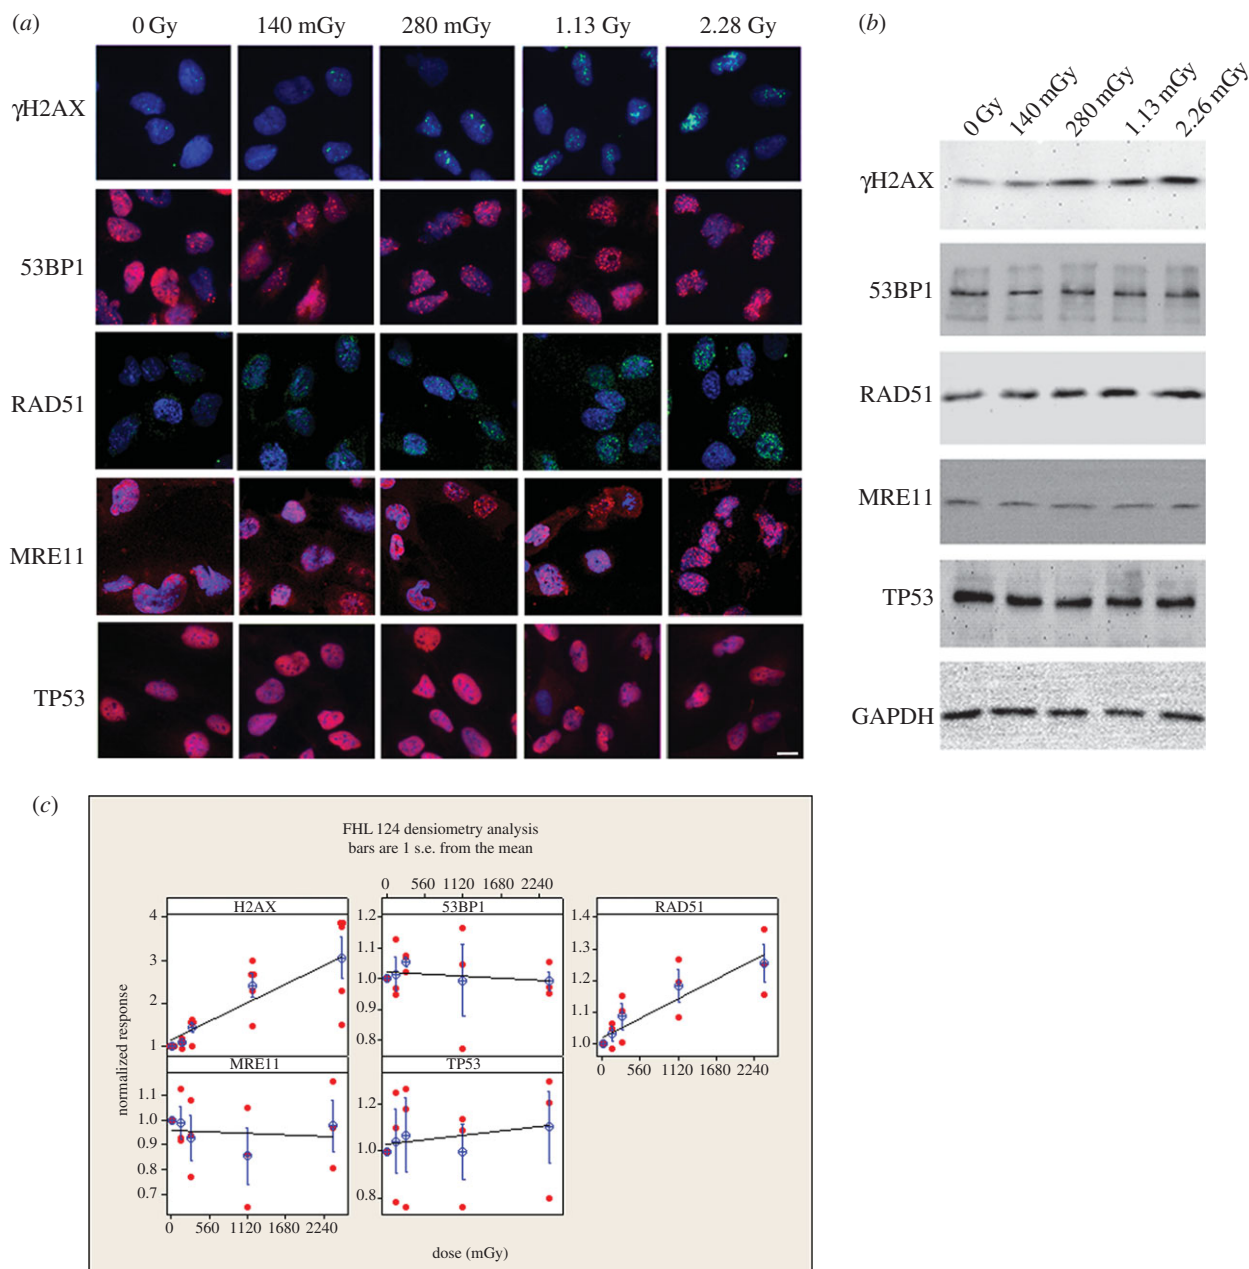 (a)
0 Gy 140 mGy 280 mGy 1.13 Gy 2.28 Gy
γH2AX
53BP1
RAD51
MRE11
TP53
(b)
0 Gy 140 mGy 280 mGy 1.13 mGy 2.26 mGy
γH2AX
53BP1
RAD51
MRE11
TP53
GAPDH
(c)
FHL 124 densiometry analysis
bars are 1 s.e. from the mean
0 560 1120 1680 2240
H2AX 53BP1 RAD51
4 3 2 1
1.2 1.1 1.0 0.9 0.8
1.4 1.3 1.2 1.1 1.0
0 560 1120 1680 2240
normalized response
MRE11 TP53
1.1 1.0 0.9 0.8 0.7
1.2 1.0 0.8
0 560 1120 1680 2240
dose (mGy)